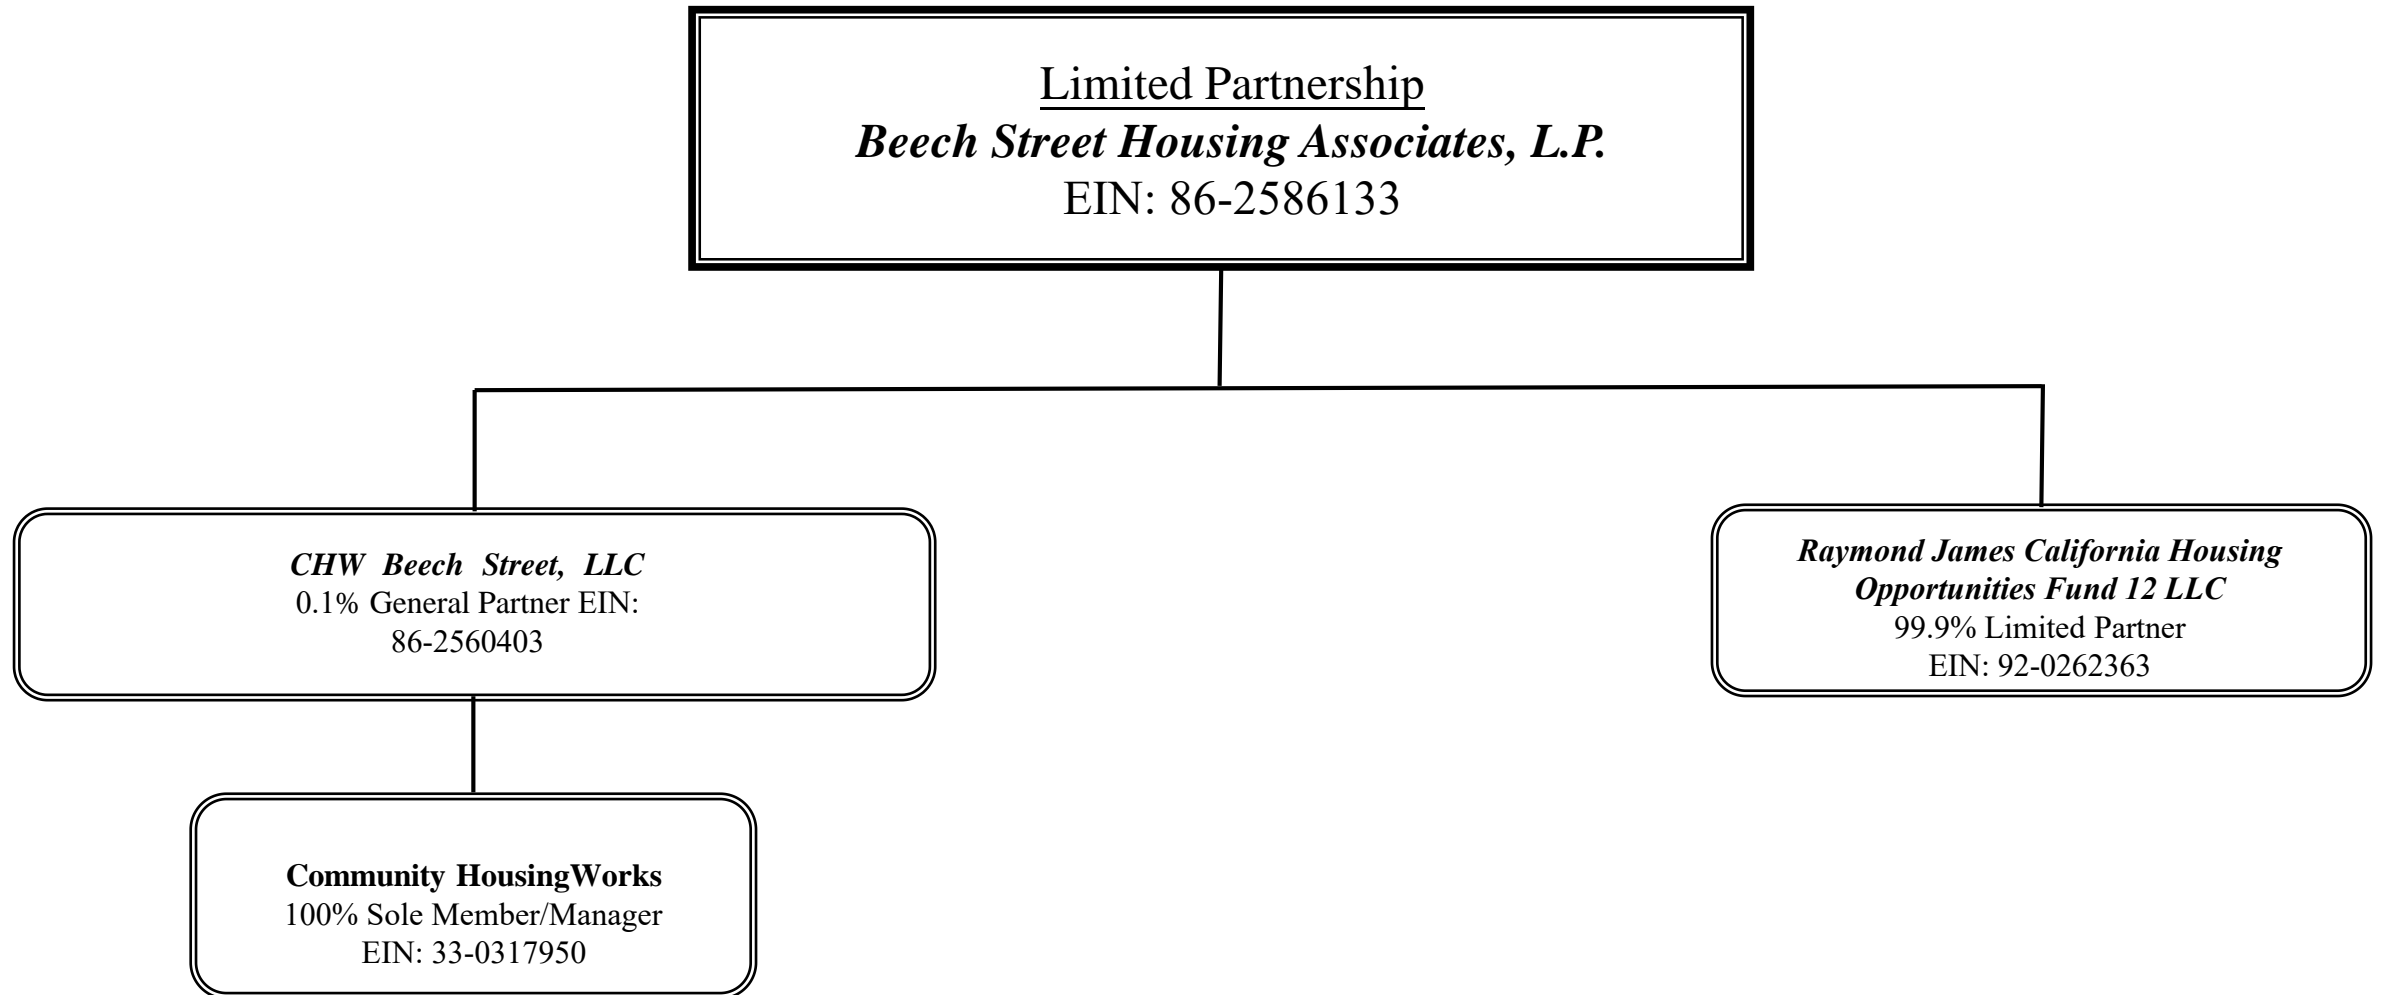 Limited Partnership
Beech Street Housing Associates, L.P.
EIN: 86-2586133
CHW Beech Street, LLC
0.1% General Partner EIN:
86-2560403
Raymond James California Housing
Opportunities Fund 12 LLC
99.9% Limited Partner
EIN: 92-0262363
Community HousingWorks
100% Sole Member/Manager
EIN: 33-0317950